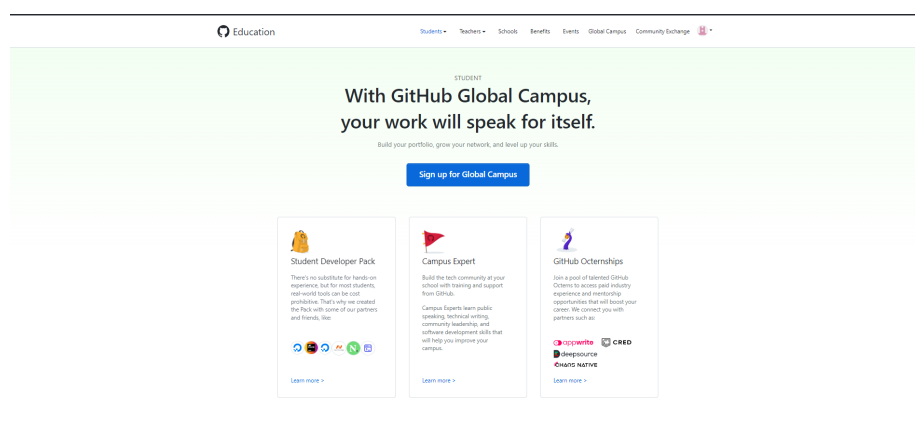 Education
Students
Teachers
Schools
Benefits
Events
Global Campus
Community Exchange
STUDENT
With GitHub Global Campus,
your work will speak for itself.
Build your portfolio, grow your network, and level up your skills.
Sign up for Global Campus
Student Developer Pack
There's no substitute for hands-on
experience, but for most students,
real-world tools can be cost
prohibitive. That's why we created
the Pack with some of our partners
and friends, like:
Learn more >
Campus Expert
Build the tech community at your
school with training and support
from GitHub.
Campus Experts learn public
speaking, technical writing,
community leadership, and
software development skills that
will help you improve your
campus.
Learn more >
GitHub Octernships
Join a pool of talented GitHub
Octerns to access paid industry
experience and mentorship
opportunities that will boost your
career. We connect you with
partners such as:
appwrite
CRED
deepsource
CHAOS NATIVE
Learn more >